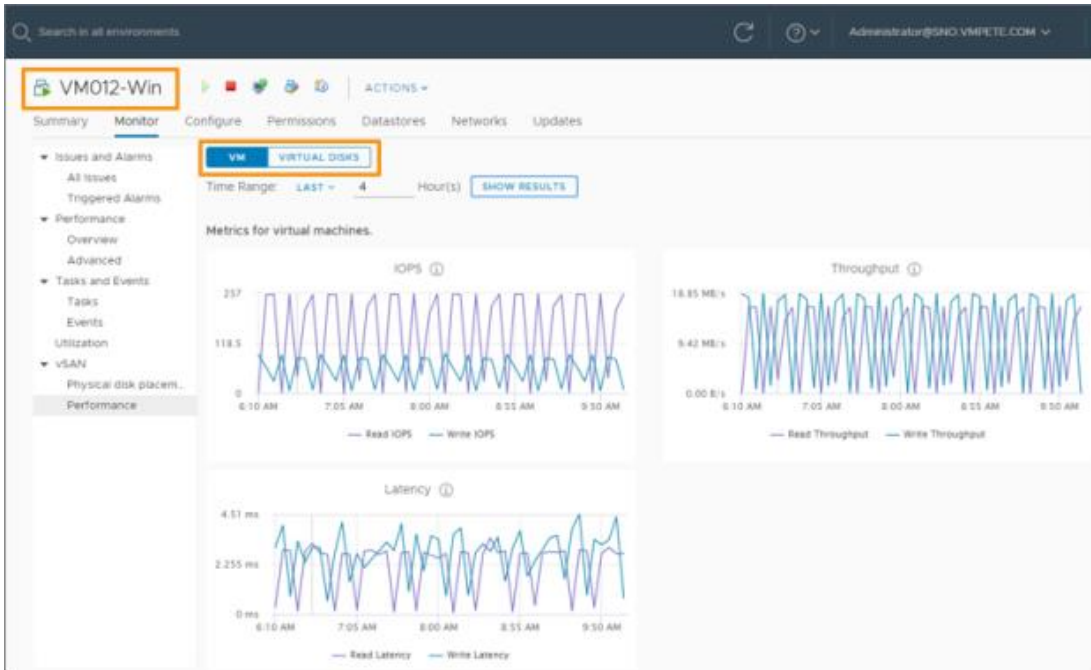 Search in all environments
Administrator@SNO.VMPETE.COM
VM012-Win
ACTIONS
Summary Monitor Configure Permissions Datastores Networks Updates
Issues and Alarms
All Issues
Triggered Alarms
Performance
Overview
Advanced
Tasks and Events
Tasks
Events
Utilization
vSAN
Physical disk placem...
Performance
VM VIRTUAL DISKS
Time Range: LAST 4 Hour(s) SHOW RESULTS
Metrics for virtual machines.
IOPS
257
118.5
0
6:10 AM 7:05 AM 8:00 AM 8:55 AM 9:50 AM
Read IOPS Write IOPS
Throughput
18.85 MB/s
9.42 MB/s
0.00 B/s
6:10 AM 7:05 AM 8:00 AM 8:55 AM 9:50 AM
Read Throughput Write Throughput
Latency
4.51 ms
2.255 ms
0 ms
6:10 AM 7:05 AM 8:00 AM 8:55 AM 9:50 AM
Read Latency Write Latency